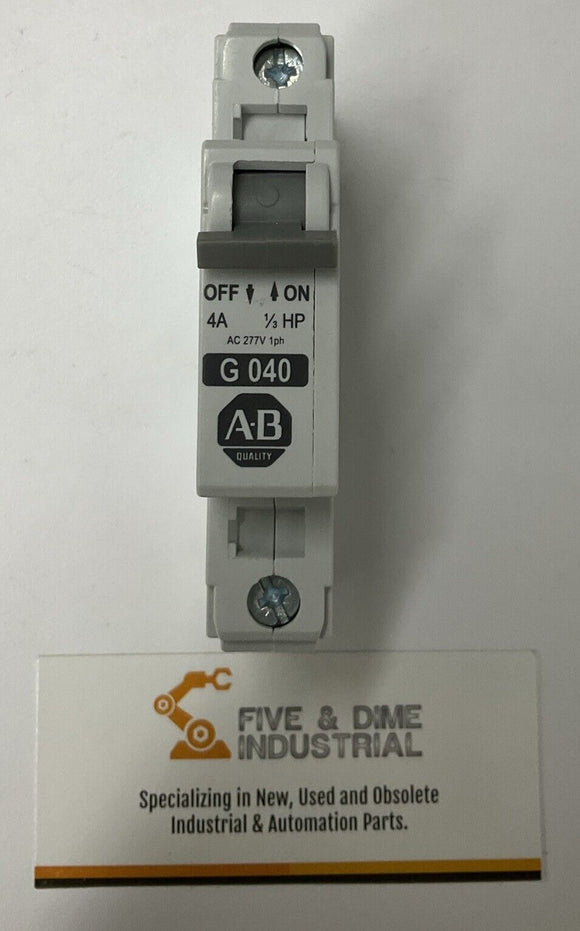 OFF ON
4A ⅓ HP
AC 277V 1ph
G 040
A-B
QUALITY
FIVE & DIME
INDUSTRIAL
Specializing in New, Used and Obsolete
Industrial & Automation Parts.